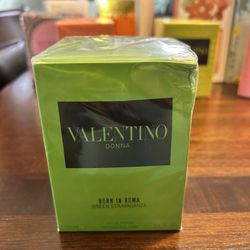 VALENTINO
DONNA
BORN IN ROMA
GREEN STRAVAGANZA